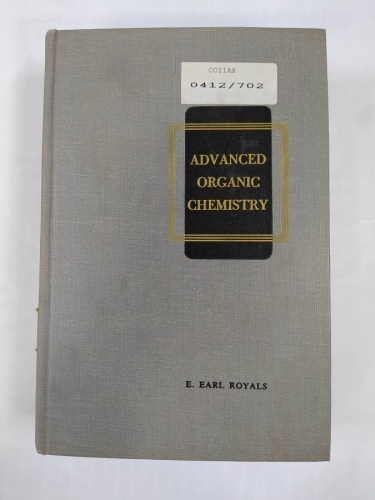 COIIAR
0412/702
ADVANCED
ORGANIC
CHEMISTRY
E. EARL ROYALS